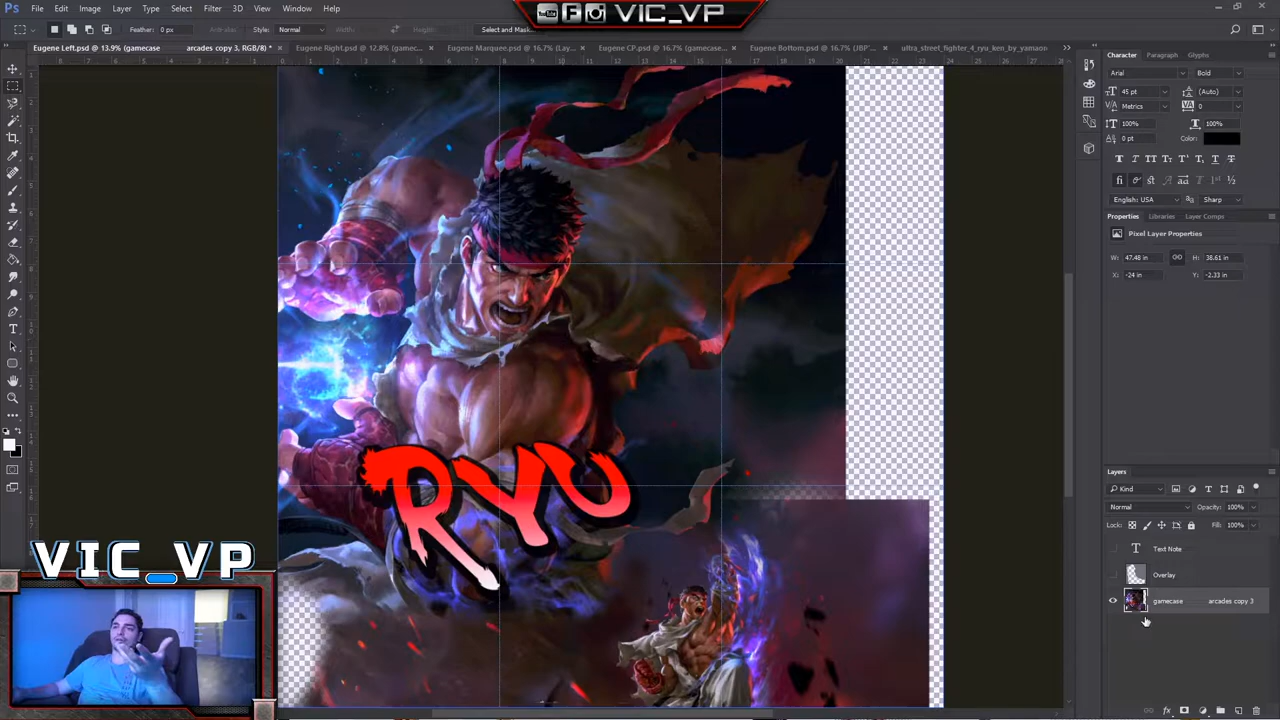 Ps File Edit Image Layer Type Select Filter 3D View Window Help
VIC_VP
Feather: 0 px Anti-alias Style: Normal Width: Height: Select and Mask...
Eugene Left.psd @ 13.9% (gamecase arcades copy 3, RGB/8) *
Eugene Right.psd @ 12.8% (gamec...
Eugene Marquee.psd @ 16.7% (Lay...
Eugene CP.psd @ 16.7% (gamecase...
Eugene Bottom.psd @ 16.7% (JBP'...
ultra_street_fighter_4_ryu_ken_by_yamaon
Character Paragraph Glyphs
Arial Bold
45 pt (Auto)
Metrics 0
100% 100%
0 pt Color:
English: USA Sharp
Properties Libraries Layer Comps
Pixel Layer Properties
W: 47.48 in H: 38.61 in
X: -24 in Y: -2.33 in
RYU
Layers
Kind
Normal Opacity: 100%
Lock: Fill: 100%
Text Note
Overlay
gamecase arcades copy 3
VIC_VP